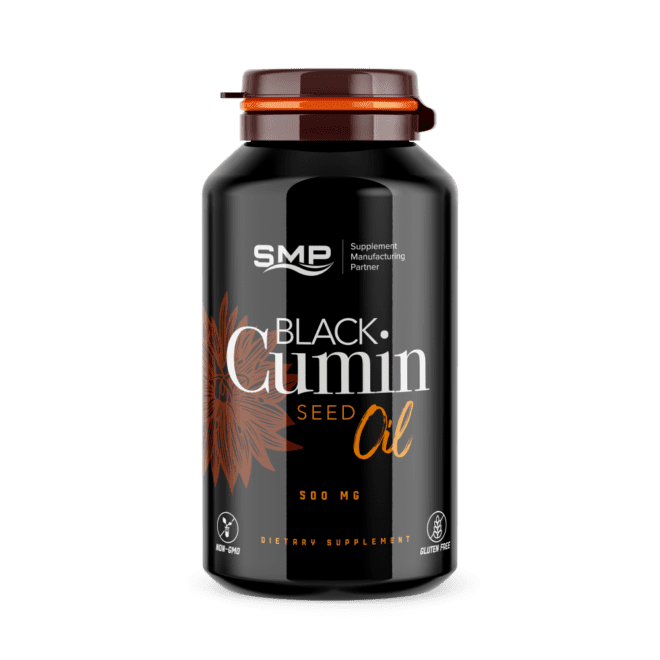 SMP
Supplement
Manufacturing
Partner
BLACK
Cumin
SEED
Oil
500 MG
NON-GMO
DIETARY SUPPLEMENT
GLUTEN FREE